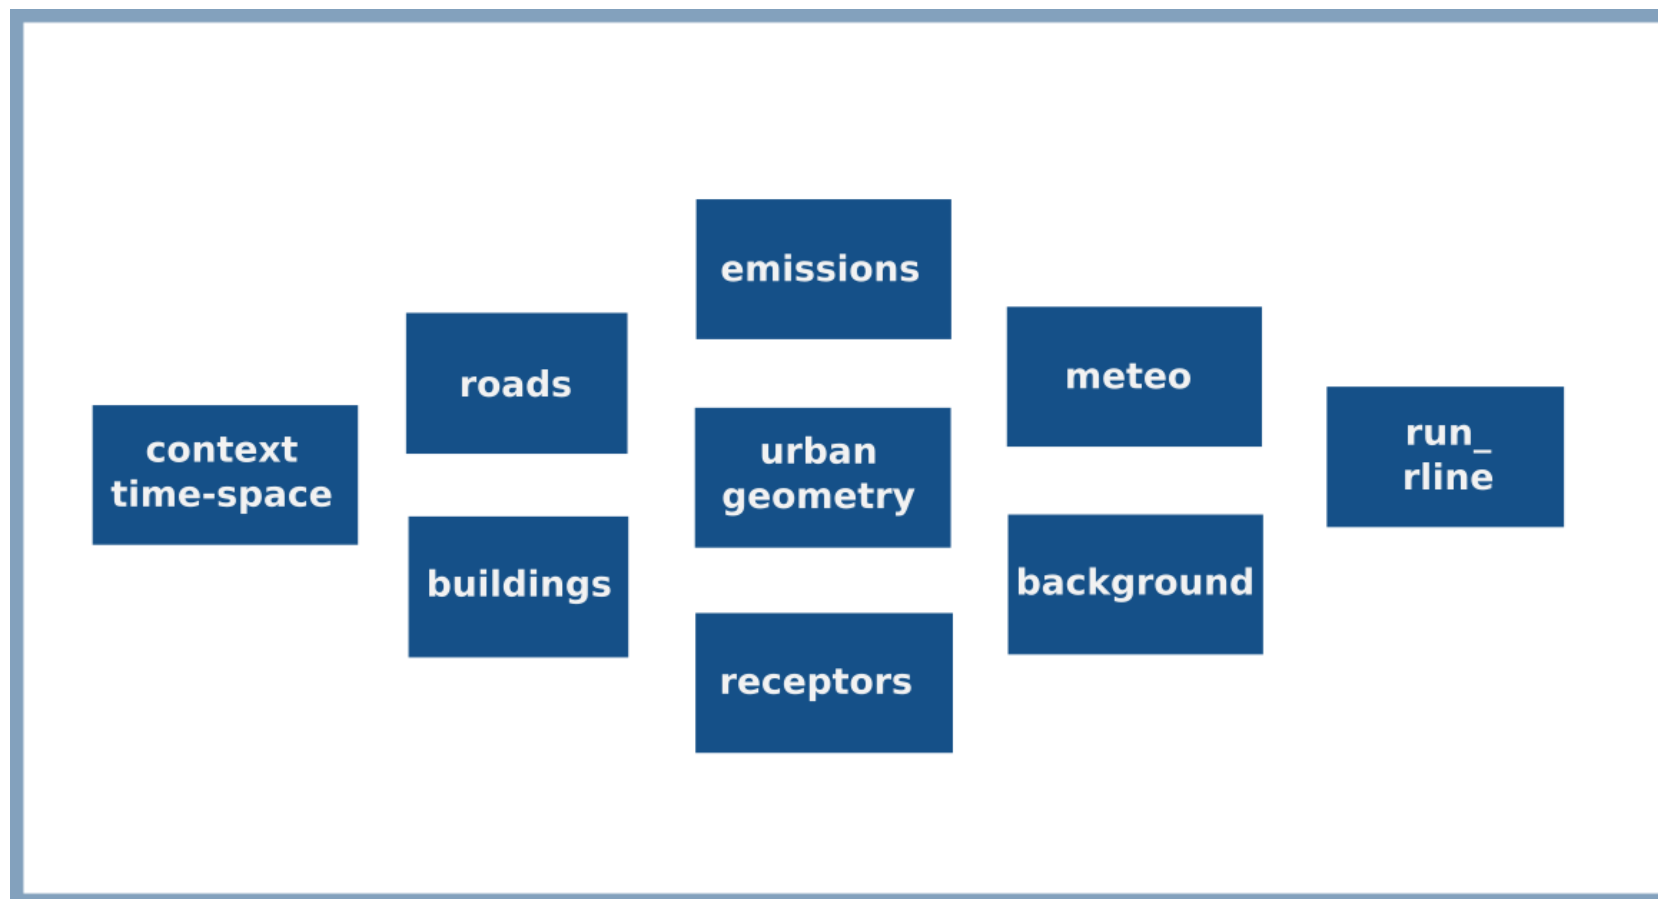 context
time-space
roads
buildings
emissions
urban
geometry
receptors
meteo
background
run_
rline